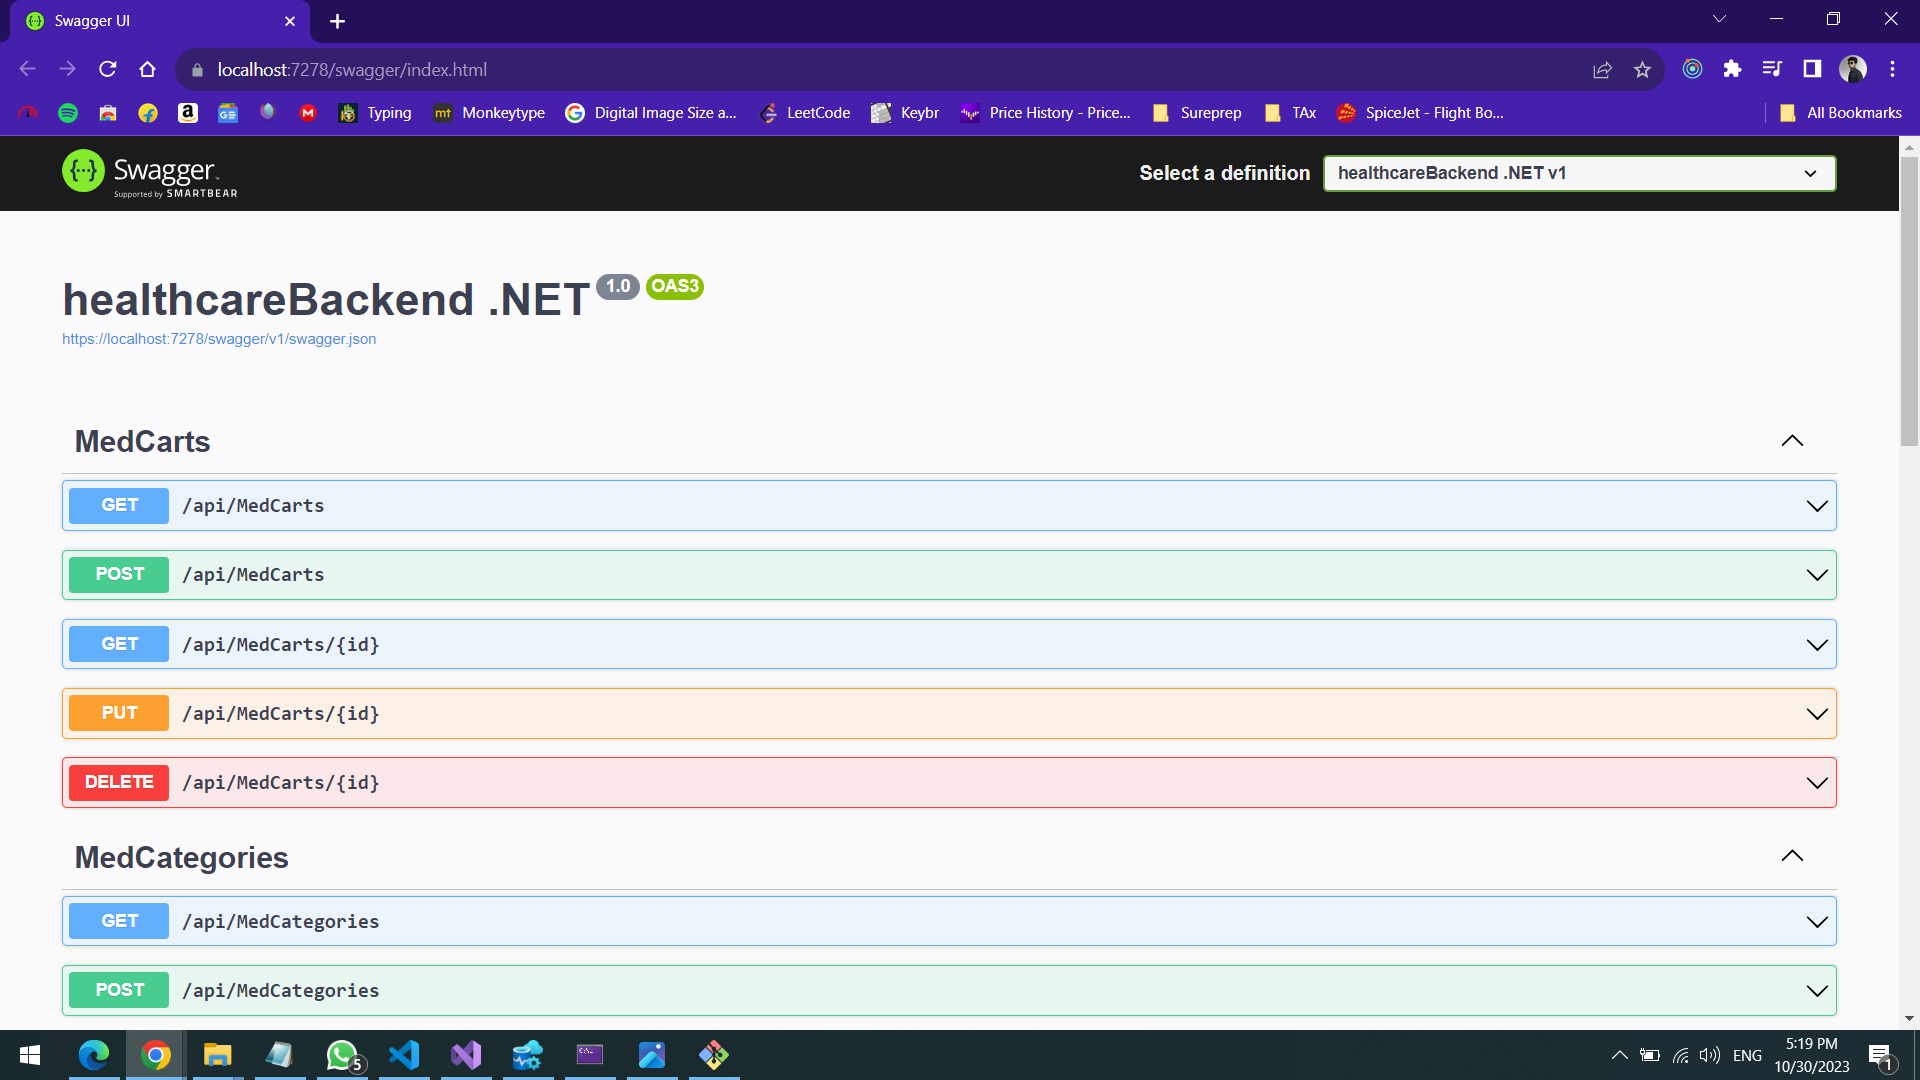 Swagger UI
localhost:7278/swagger/index.html
Typing
mt Monkeytype
Digital Image Size a...
LeetCode
Keybr
Price History - Price...
Sureprep
TAx
SpiceJet - Flight Bo...
All Bookmarks
Swagger.
Supported by SMARTBEAR
Select a definition
healthcareBackend .NET v1
healthcareBackend .NET 1.0 OAS3
https://localhost:7278/swagger/v1/swagger.json
MedCarts
GET /api/MedCarts
POST /api/MedCarts
GET /api/MedCarts/{id}
PUT /api/MedCarts/{id}
DELETE /api/MedCarts/{id}
MedCategories
GET /api/MedCategories
POST /api/MedCategories
5
ENG
5:19 PM
10/30/2023
1